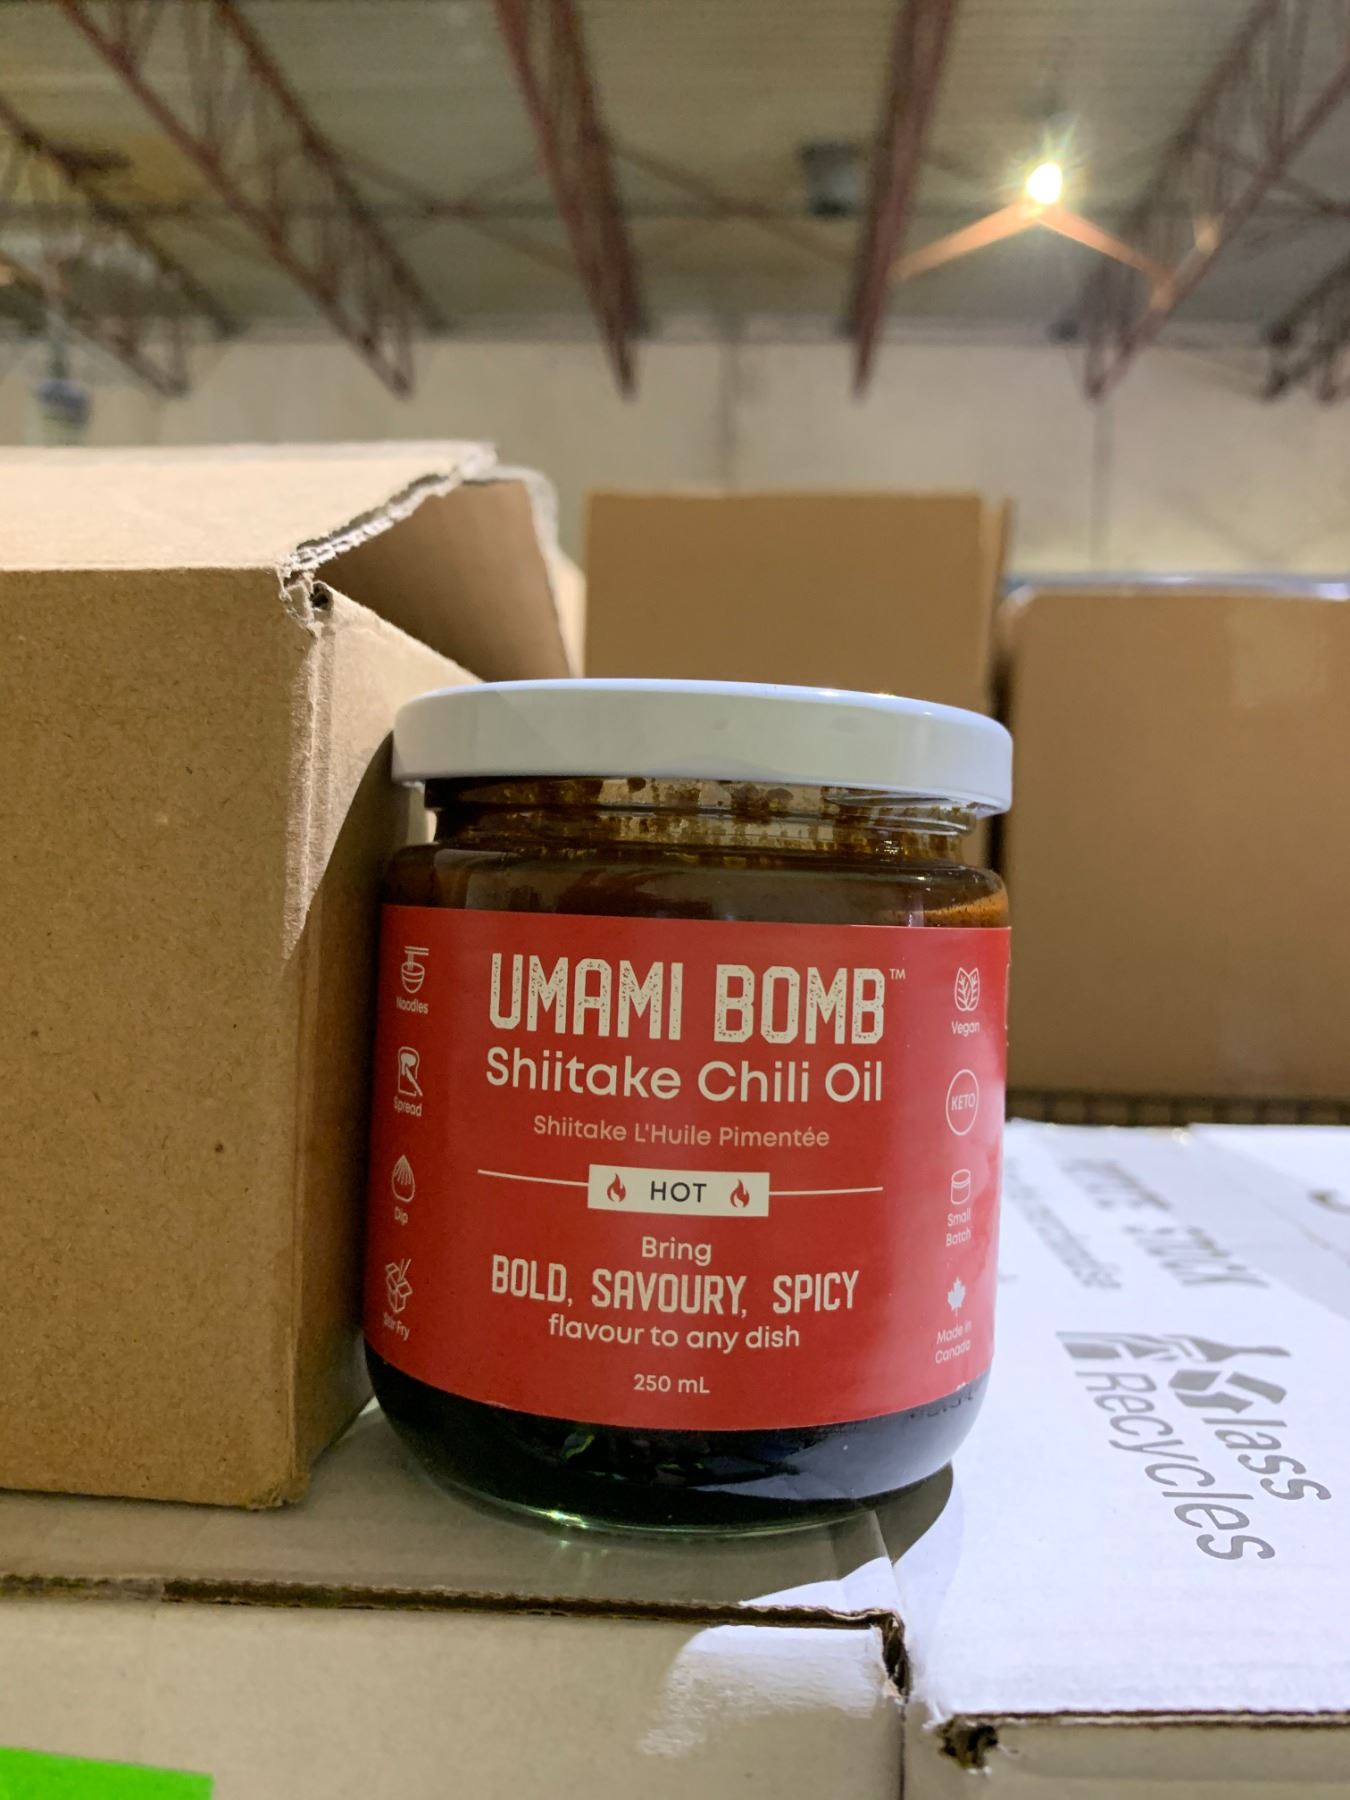 UMAMI BOMB™
Shiitake Chili Oil
Shiitake L'Huile Pimentée
HOT
Bring
BOLD, SAVOURY, SPICY
flavour to any dish
250 mL
Noodles
Spread
Dip
Stir Fry
Vegan
KETO
Small
Batch
Made in
Canada
Glass
Recycles